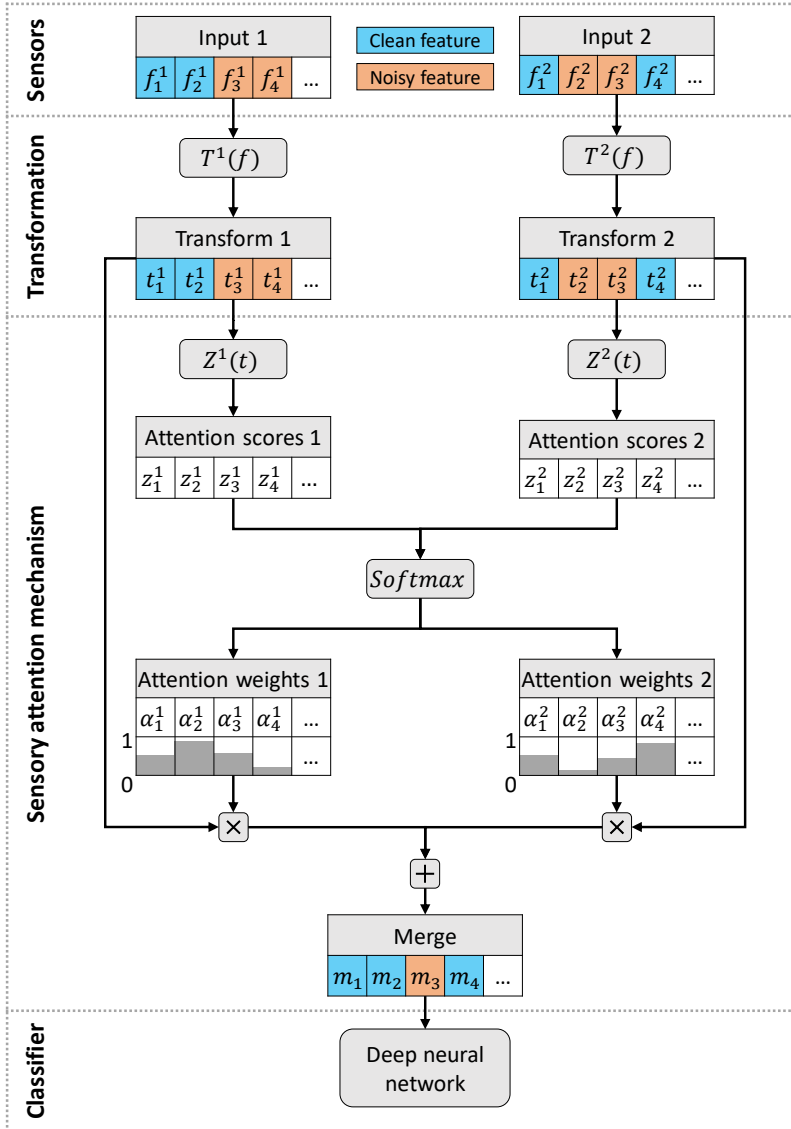 Sensors
Input 1
f_1^1 f_2^1 f_3^1 f_4^1 ...
Clean feature
Noisy feature
Input 2
f_1^2 f_2^2 f_3^2 f_4^2 ...
Transformation
T^1(f)
T^2(f)
Transform 1
t_1^1 t_2^1 t_3^1 t_4^1 ...
Transform 2
t_1^2 t_2^2 t_3^2 t_4^2 ...
Sensory attention mechanism
Z^1(t)
Z^2(t)
Attention scores 1
z_1^1 z_2^1 z_3^1 z_4^1 ...
Attention scores 2
z_1^2 z_2^2 z_3^2 z_4^2 ...
Softmax
Attention weights 1
α_1^1 α_2^1 α_3^1 α_4^1 ...
1 ...
0
Attention weights 2
α_1^2 α_2^2 α_3^2 α_4^2 ...
1 ...
0
×
×
+
Merge
m_1 m_2 m_3 m_4 ...
Classifier
Deep neural
network